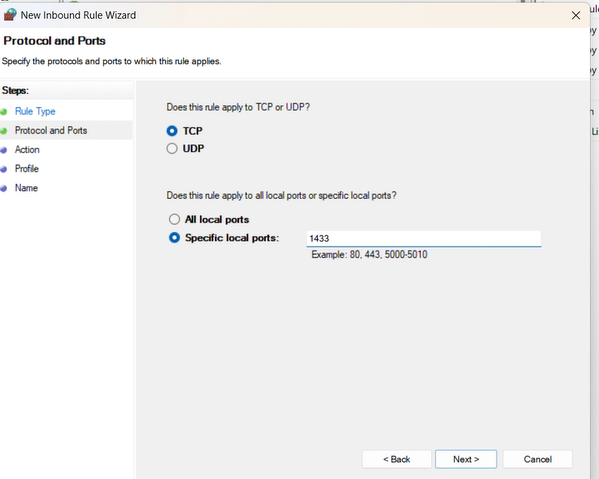 New Inbound Rule Wizard
Protocol and Ports
Specify the protocols and ports to which this rule applies.
Steps:
Rule Type
Protocol and Ports
Action
Profile
Name
Does this rule apply to TCP or UDP?
TCP
UDP
Does this rule apply to all local ports or specific local ports?
All local ports
Specific local ports:
1433
Example: 80, 443, 5000-5010
< Back
Next >
Cancel